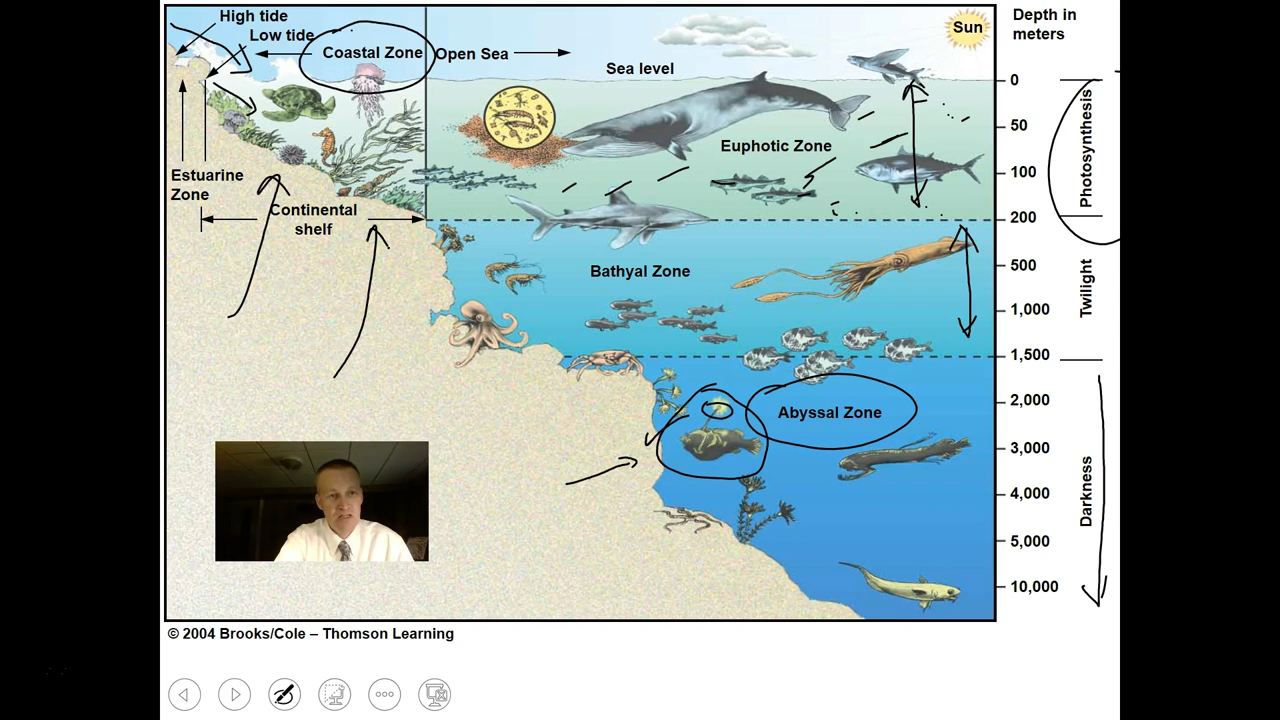 High tide
Low tide
Coastal Zone
Open Sea
Sun
Depth in
meters
Sea level
0
50
Euphotic Zone
100
Photosynthesis
Estuarine
Zone
Continental
shelf
200
Bathyal Zone
500
Twilight
1,000
1,500
2,000
Abyssal Zone
3,000
Darkness
4,000
5,000
10,000
© 2004 Brooks/Cole – Thomson Learning